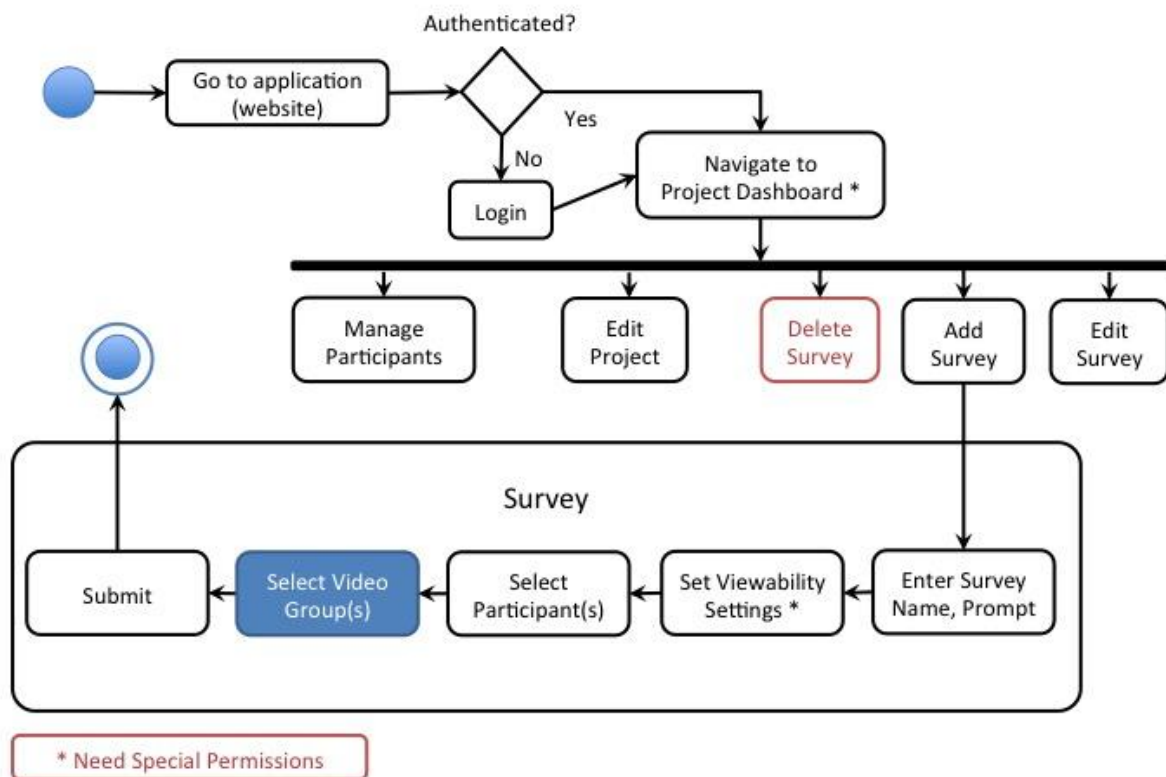 Authenticated?
Go to application
(website)
Yes
No
Navigate to
Project Dashboard *
Login
Manage
Participants
Edit
Project
Delete
Survey
Add
Survey
Edit
Survey
Survey
Submit
Select Video
Group(s)
Select
Participant(s)
Set Viewability
Settings *
Enter Survey
Name, Prompt
* Need Special Permissions